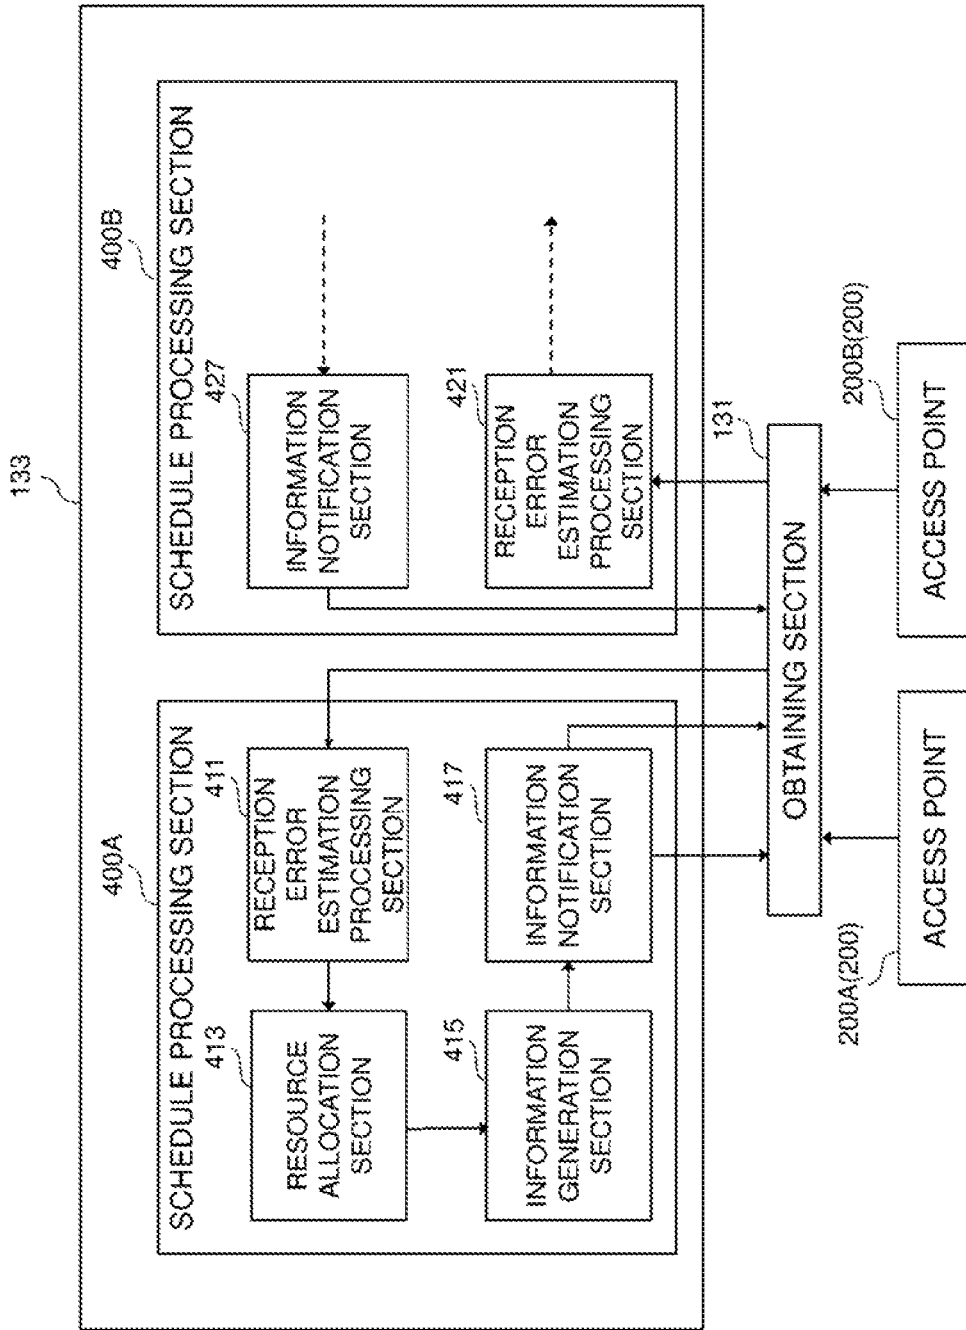 133
400A
SCHEDULE PROCESSING SECTION
413
RESOURCE
ALLOCATION
SECTION
411
RECEPTION
ERROR
ESTIMATION
PROCESSING
SECTION
415
INFORMATION
GENERATION
SECTION
417
INFORMATION
NOTIFICATION
SECTION
400B
SCHEDULE PROCESSING SECTION
427
INFORMATION
NOTIFICATION
SECTION
421
RECEPTION
ERROR
ESTIMATION
PROCESSING
SECTION
131
OBTAINING SECTION
200A(200)
ACCESS POINT
200B(200)
ACCESS POINT